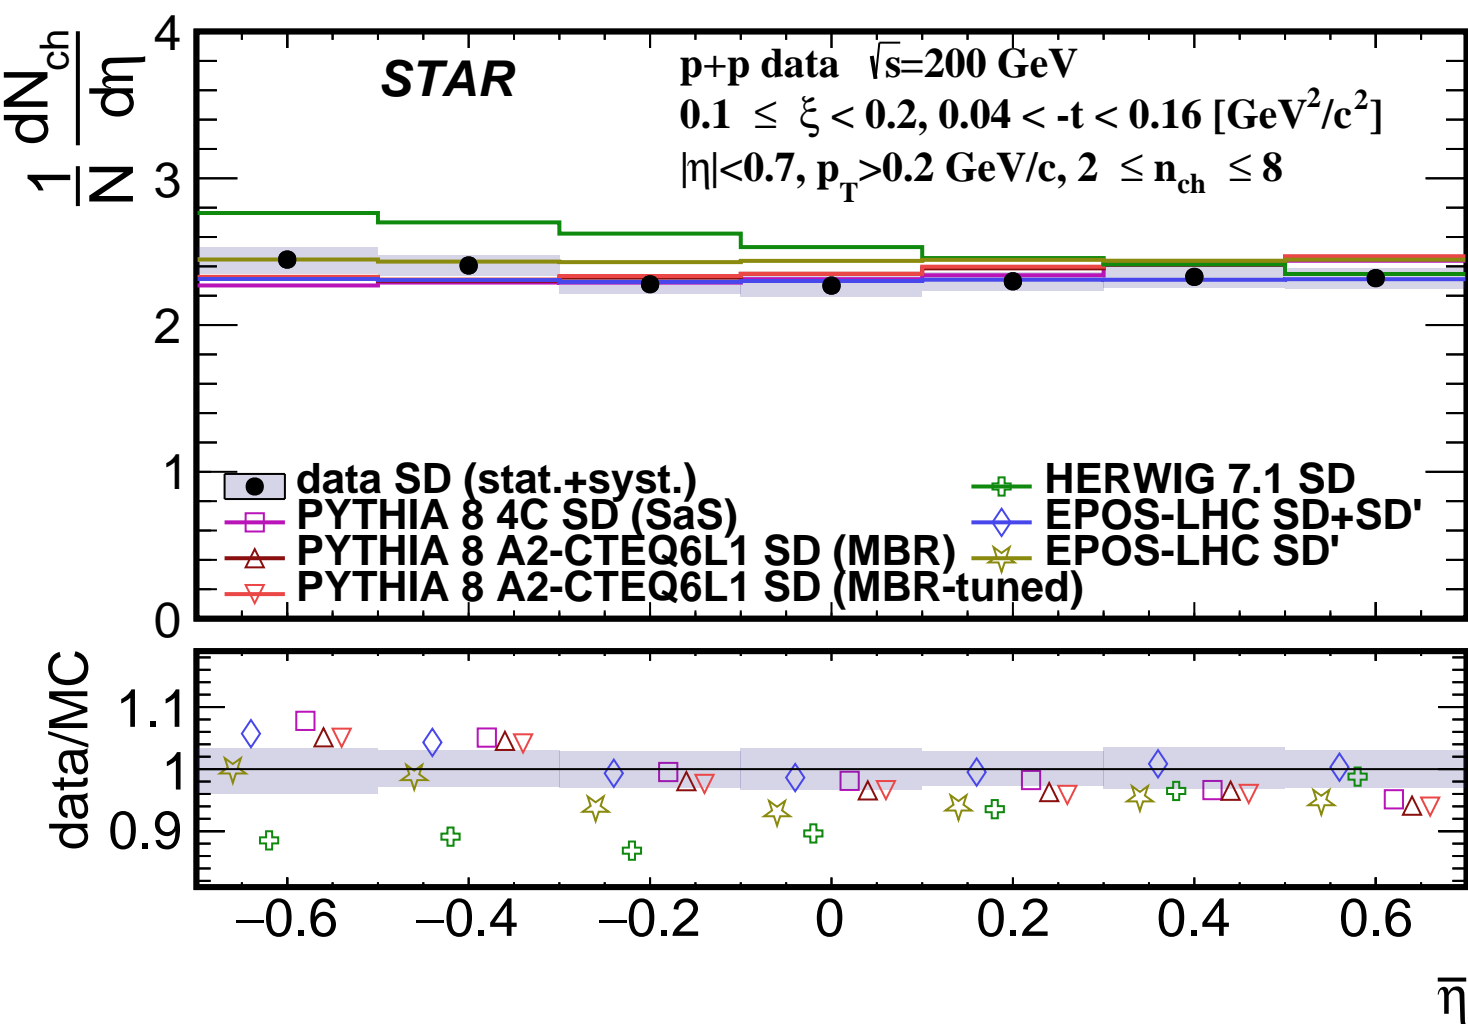 1/N dN_ch/dη
4
3
2
1
0
STAR
p+p data √s=200 GeV
0.1 ≤ ξ < 0.2, 0.04 < -t < 0.16 [GeV²/c²]
|η|<0.7, p_T>0.2 GeV/c, 2 ≤ n_ch ≤ 8
data SD (stat.+syst.)
PYTHIA 8 4C SD (SaS)
PYTHIA 8 A2-CTEQ6L1 SD (MBR)
PYTHIA 8 A2-CTEQ6L1 SD (MBR-tuned)
HERWIG 7.1 SD
EPOS-LHC SD+SD'
EPOS-LHC SD'
data/MC
1.1
1
0.9
−0.6 −0.4 −0.2 0 0.2 0.4 0.6
η̅